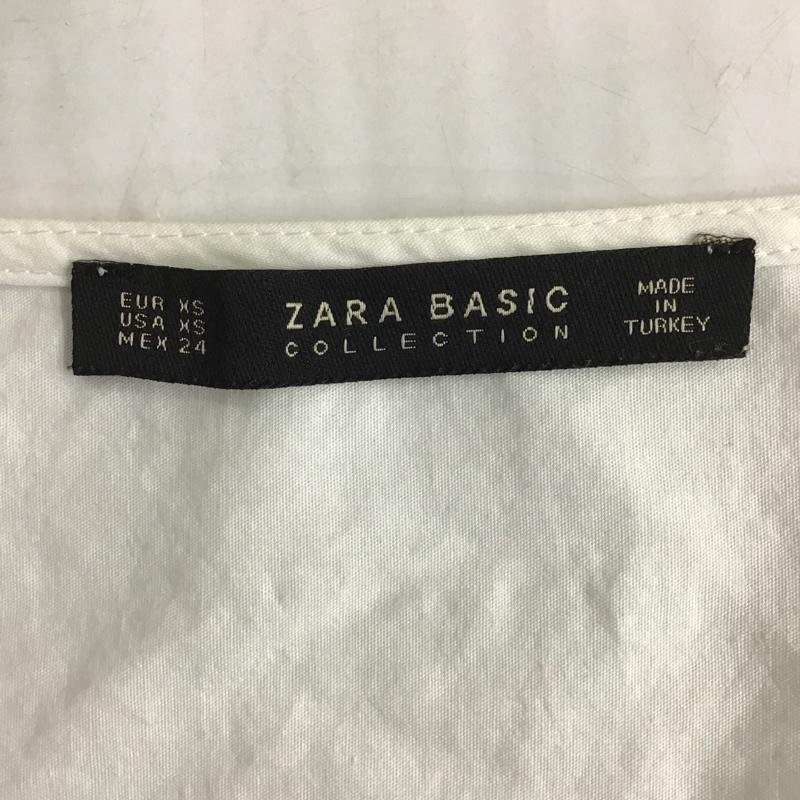 EUR XS
USA XS
MEX 24
ZARA BASIC
COLLECTION
MADE
IN
TURKEY